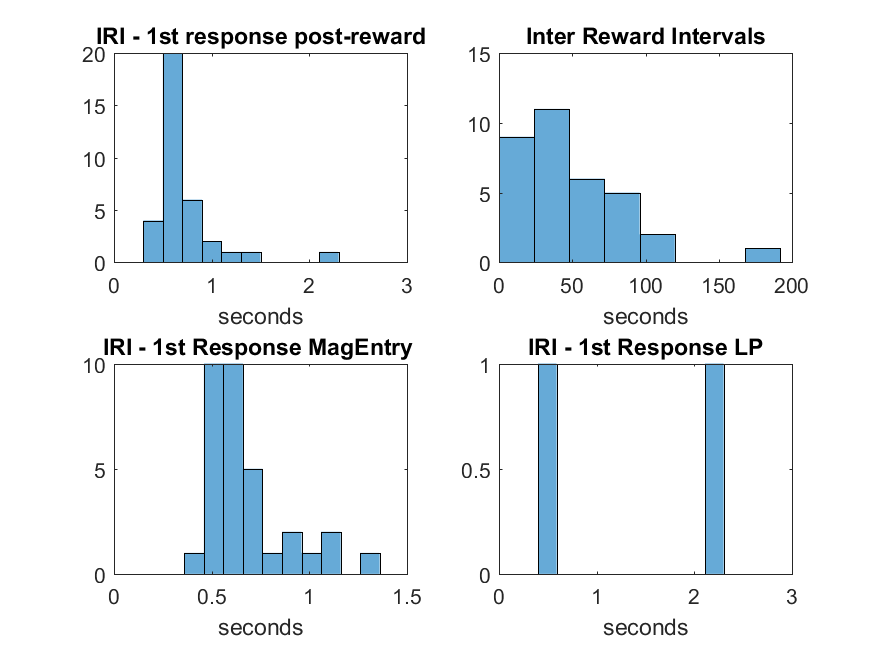 IRI - 1st response post-reward
20
15
10
5
0
0 1 2 3
seconds
Inter Reward Intervals
15
10
5
0
0 50 100 150 200
seconds
IRI - 1st Response MagEntry
10
5
0
0 0.5 1 1.5
seconds
IRI - 1st Response LP
1
0.5
0
0 1 2 3
seconds